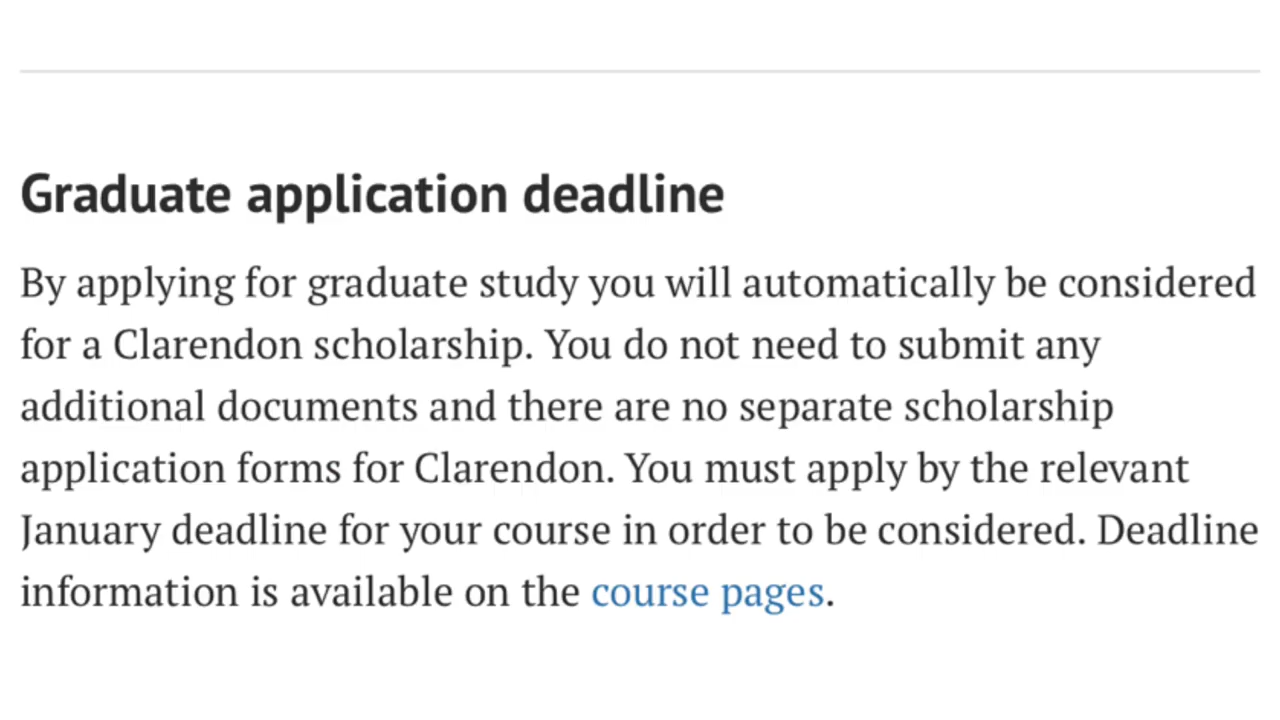 Graduate application deadline
By applying for graduate study you will automatically be considered
for a Clarendon scholarship. You do not need to submit any
additional documents and there are no separate scholarship
application forms for Clarendon. You must apply by the relevant
January deadline for your course in order to be considered. Deadline
information is available on the course pages.